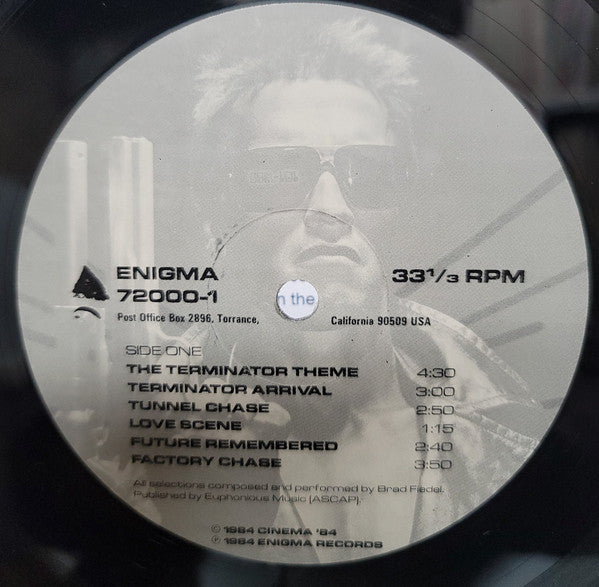 ENIGMA
72000-1
33 1/3 RPM
n the
Post Office Box 2896, Torrance, California 90509 USA
SIDE ONE
THE TERMINATOR THEME 4:30
TERMINATOR ARRIVAL 3:00
TUNNEL CHASE 2:50
LOVE SCENE 1:15
FUTURE REMEMBERED 2:40
FACTORY CHASE 3:50
All selections composed and performed by Brad Fiedel.
Published by Euphonious Music [ASCAP].
© 1984 CINEMA '84
℗ 1984 ENIGMA RECORDS